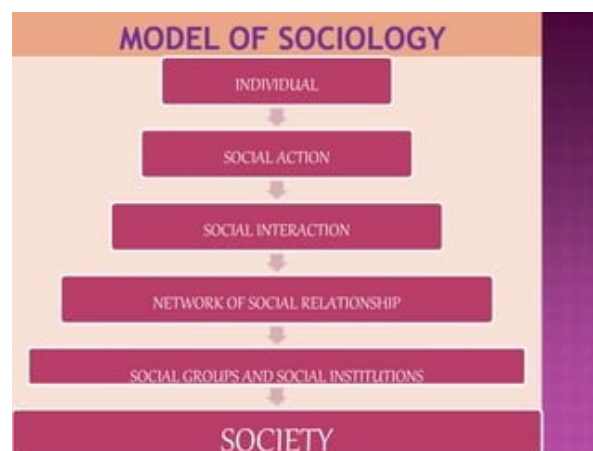 MODEL OF SOCIOLOGY
INDIVIDUAL
SOCIAL ACTION
SOCIAL INTERACTION
NETWORK OF SOCIAL RELATIONSHIP
SOCIAL GROUPS AND SOCIAL INSTITUTIONS
SOCIETY